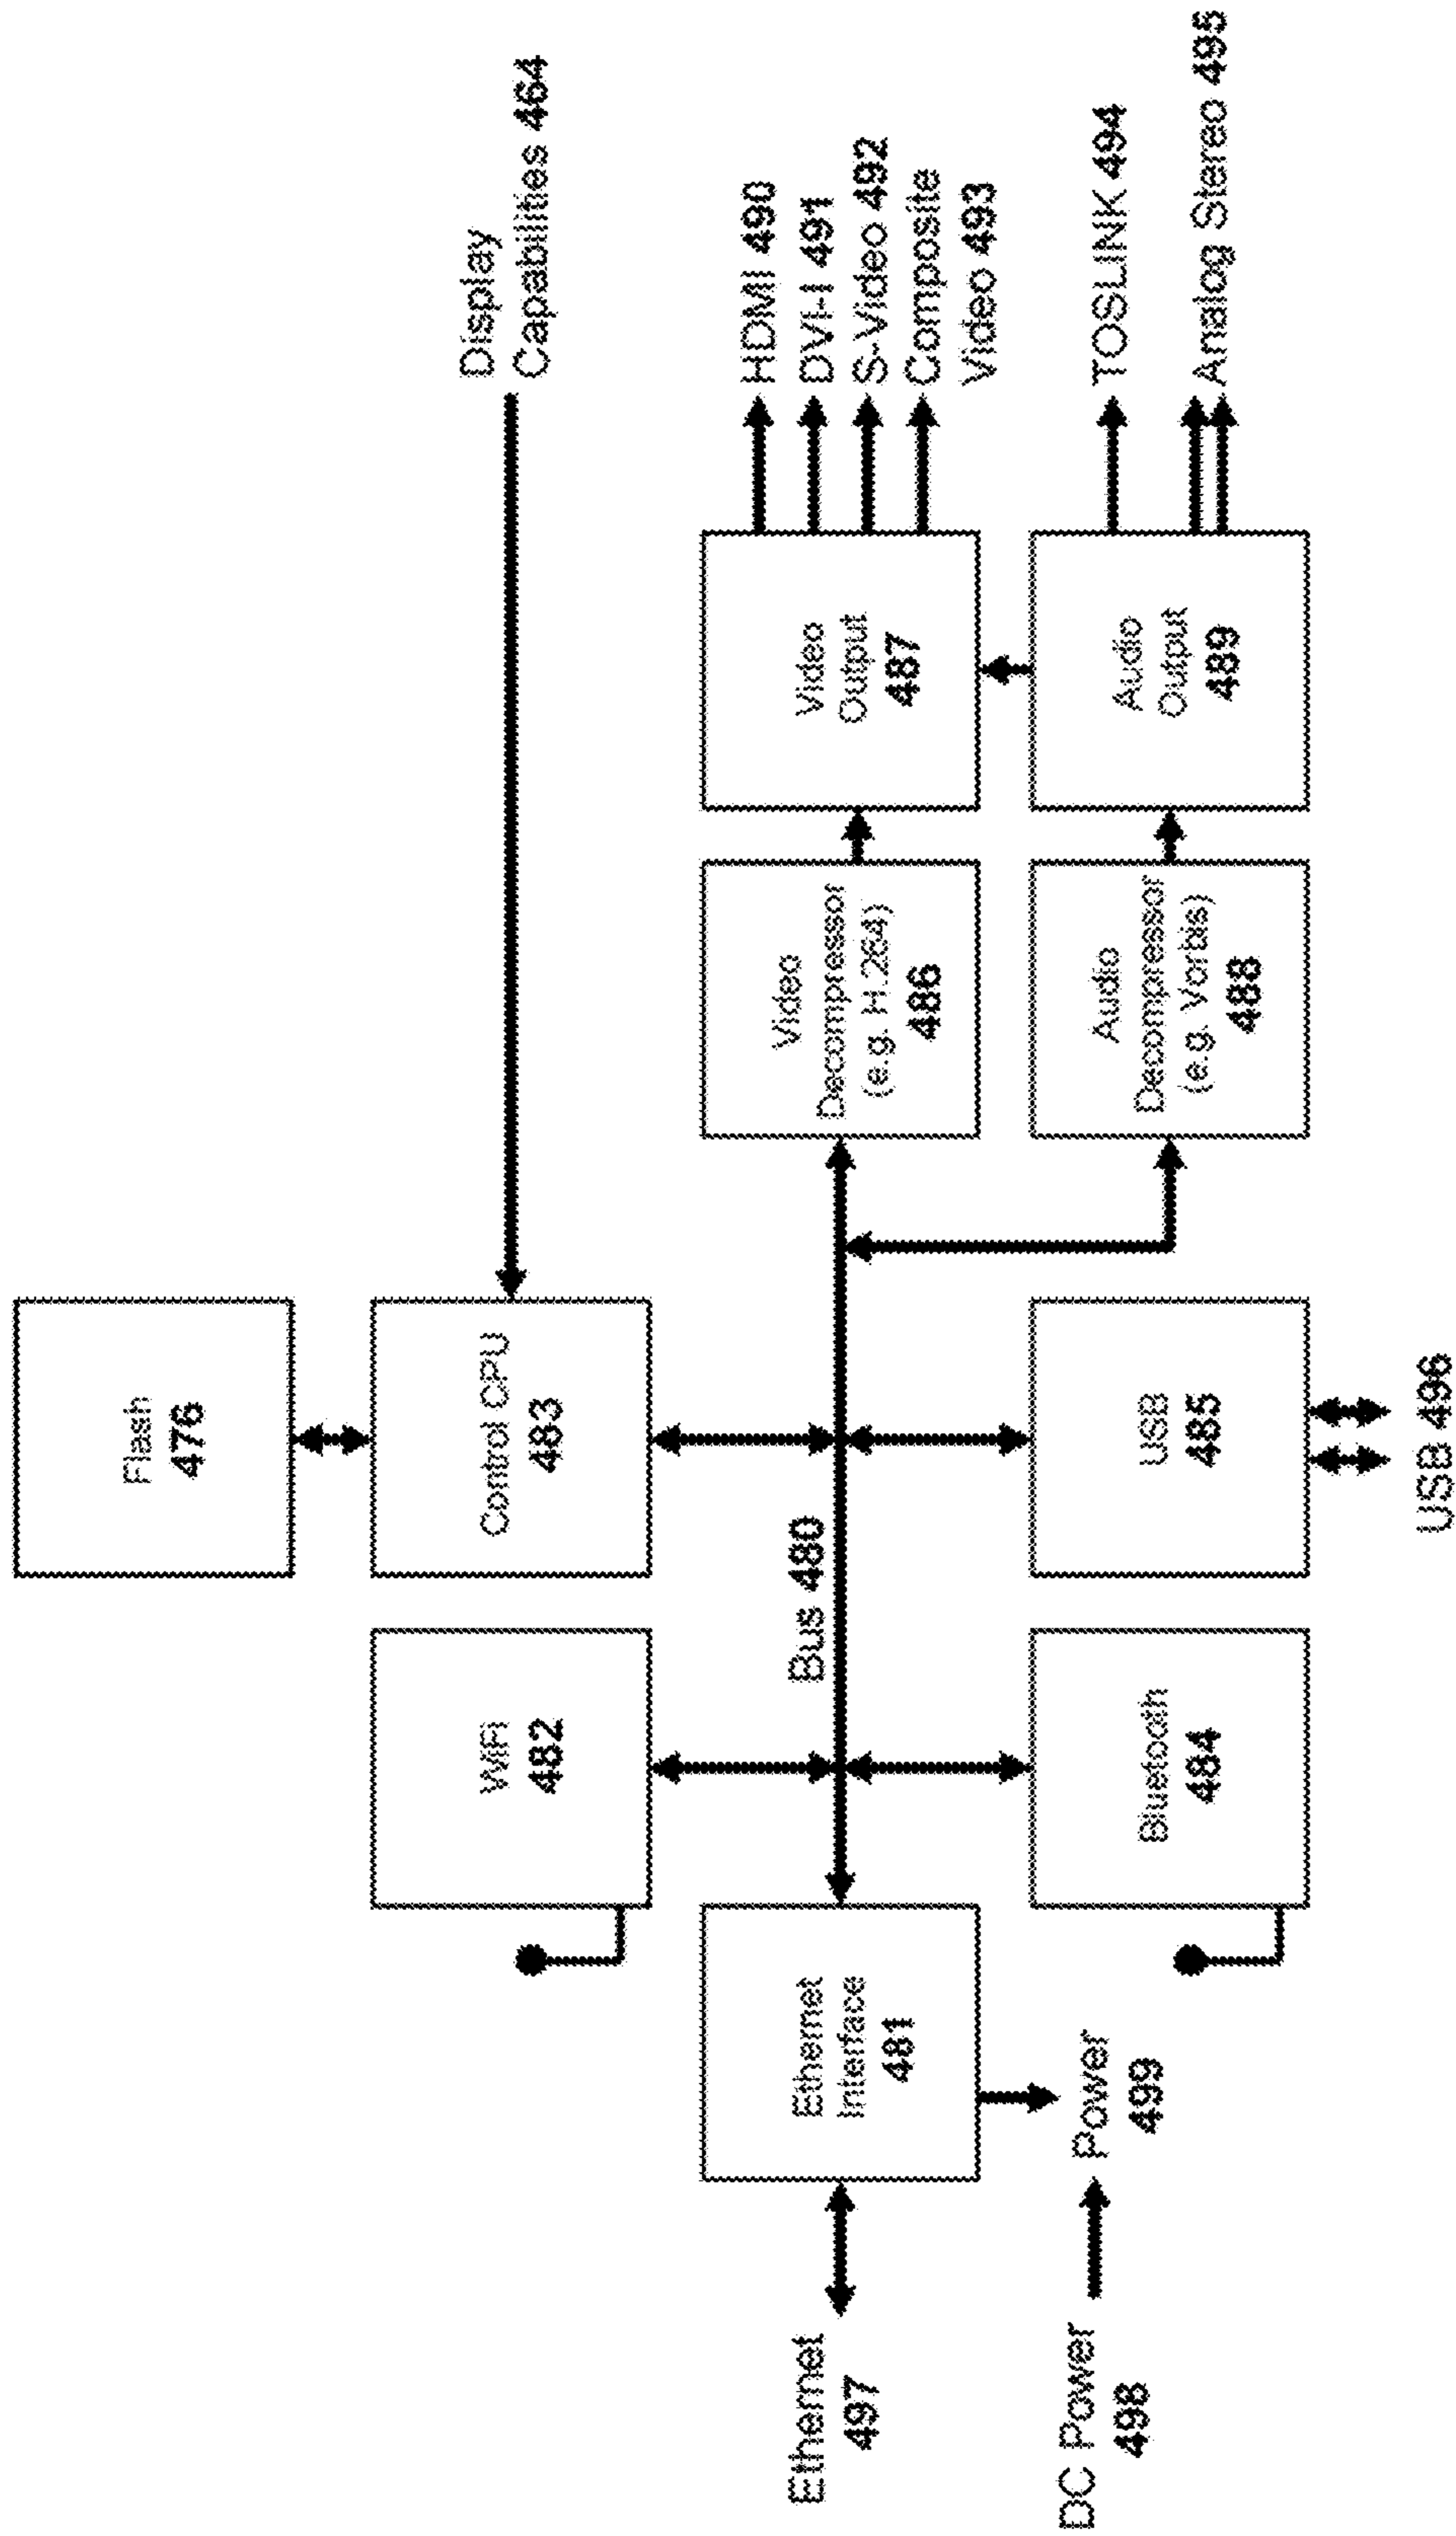 Flash
476
Display
Capabilities 464
WiFi
482
Control CPU
483
Bus 480
Ethernet
497
Ethernet
Interface
481
Video
Decompressor
(e.g. H.264)
486
Video
Output
487
HDMI 490
DVI-I 491
S-Video 492
Composite
Video 493
DC Power
498
Power
499
Bluetooth
484
USB
485
Audio
Decompressor
(e.g. Vorbis)
488
Audio
Output
489
TOSLINK 494
Analog Stereo 495
USB 496